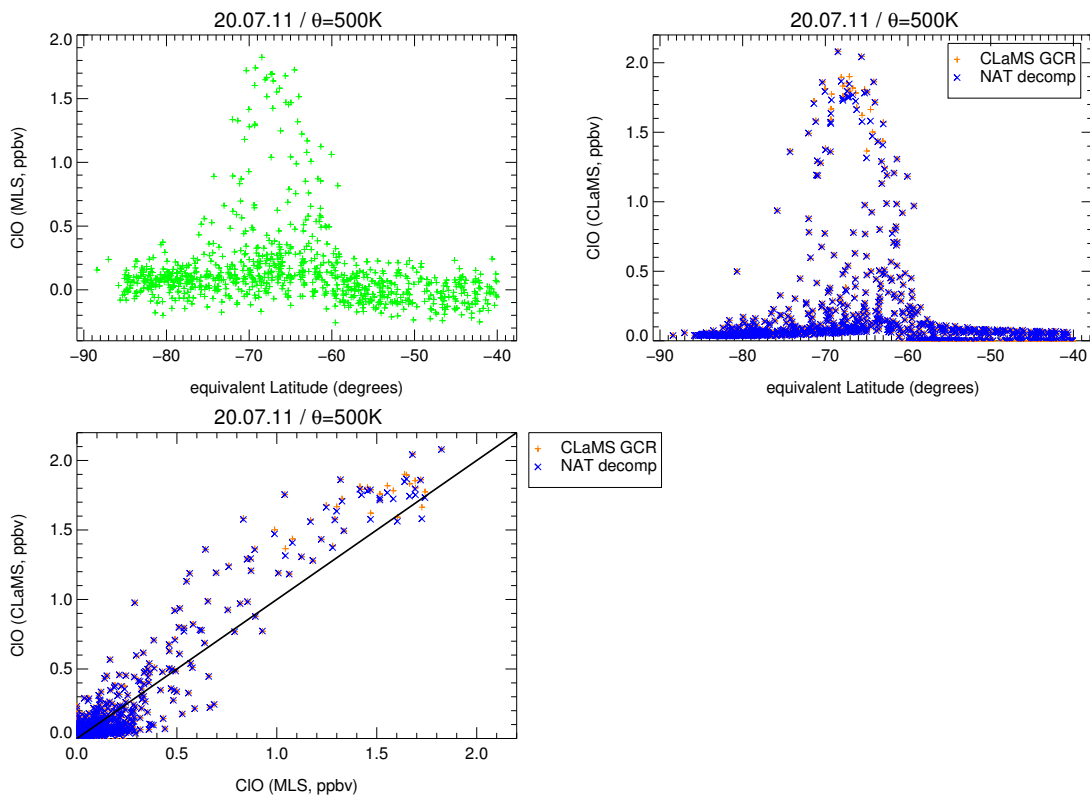 20.07.11 / θ=500K
ClO (MLS, ppbv)
2.0
1.5
1.0
0.5
0.0
−90 −80 −70 −60 −50 −40
equivalent Latitude (degrees)
20.07.11 / θ=500K
CLaMS GCR
NAT decomp
ClO (CLaMS, ppbv)
2.0
1.5
1.0
0.5
0.0
−90 −80 −70 −60 −50 −40
equivalent Latitude (degrees)
20.07.11 / θ=500K
CLaMS GCR
NAT decomp
ClO (CLaMS, ppbv)
2.0
1.5
1.0
0.5
0.0
0.0 0.5 1.0 1.5 2.0
ClO (MLS, ppbv)